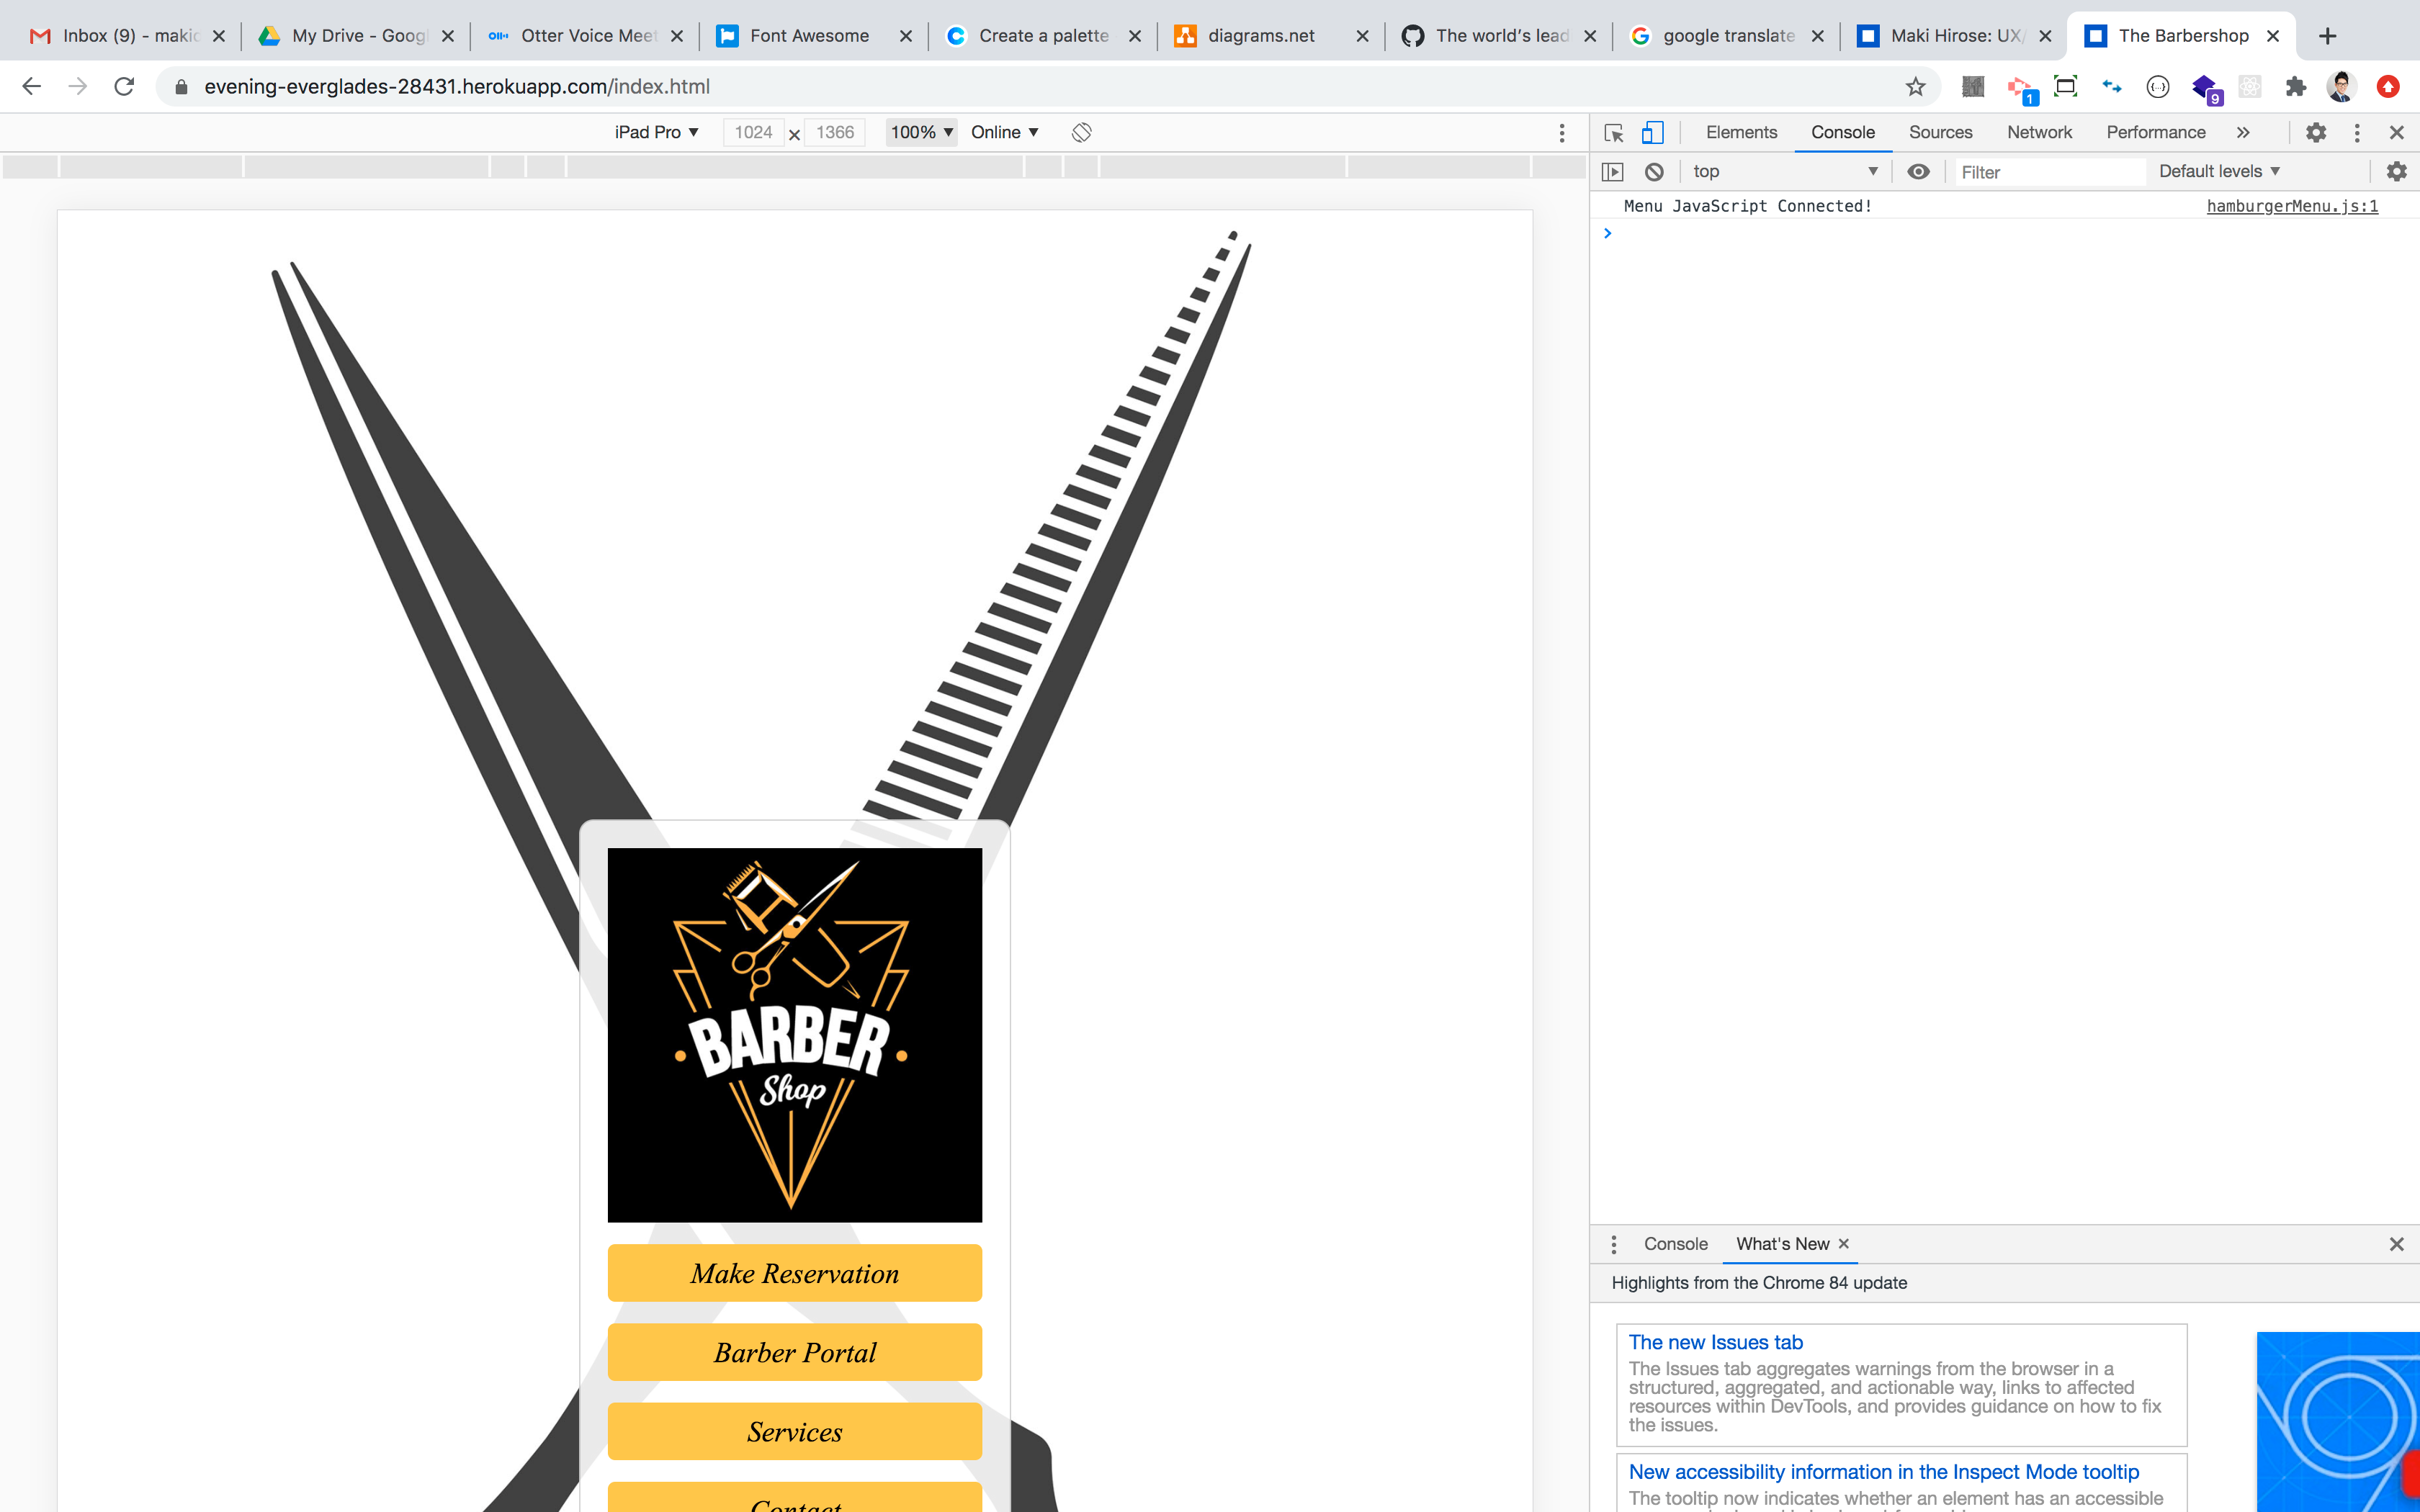 Inbox (9) - maki
My Drive - Goog
Otter Voice Meet
Font Awesome
Create a palette
diagrams.net
The world's lead
google translate
Maki Hirose: UX/
The Barbershop
evening-everglades-28431.herokuapp.com/index.html
1
9
iPad Pro ▼ 1024 × 1366 100% ▼ Online ▼
Elements Console Sources Network Performance »
top Filter Default levels ▼
Menu JavaScript Connected! hamburgerMenu.js:1
BARBER
Shop
Make Reservation
Barber Portal
Services
Contact
Console What's New
Highlights from the Chrome 84 update
The new Issues tab
The Issues tab aggregates warnings from the browser in a
structured, aggregated, and actionable way, links to affected
resources within DevTools, and provides guidance on how to fix
the issues.
New accessibility information in the Inspect Mode tooltip
The tooltip now indicates whether an element has an accessible